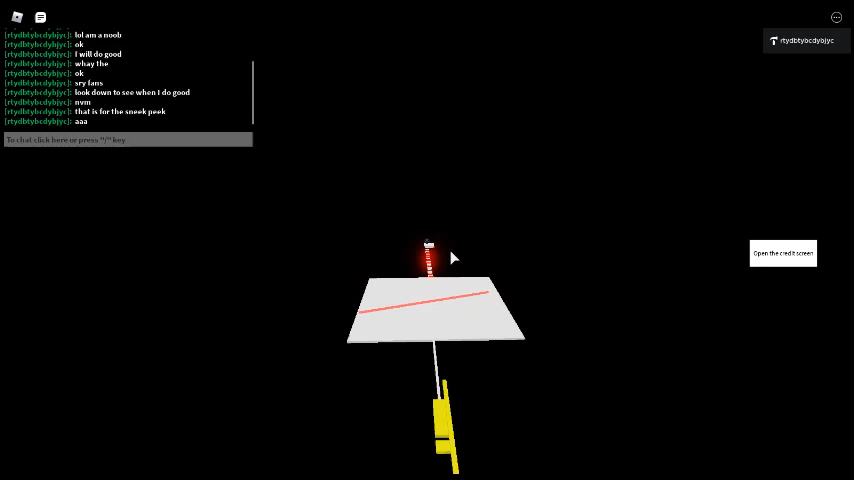 [rtydbtybcdybjyc]: lol am a noob
[rtydbtybcdybjyc]: ok
[rtydbtybcdybjyc]: I will do good
[rtydbtybcdybjyc]: whay the
[rtydbtybcdybjyc]: ok
[rtydbtybcdybjyc]: sry fans
[rtydbtybcdybjyc]: look down to see when I do good
[rtydbtybcdybjyc]: nvm
[rtydbtybcdybjyc]: that is for the sneek peek
[rtydbtybcdybjyc]: aaa
To chat click here or press "/" key
rtydbtybcdybjyc
Open the credit screen